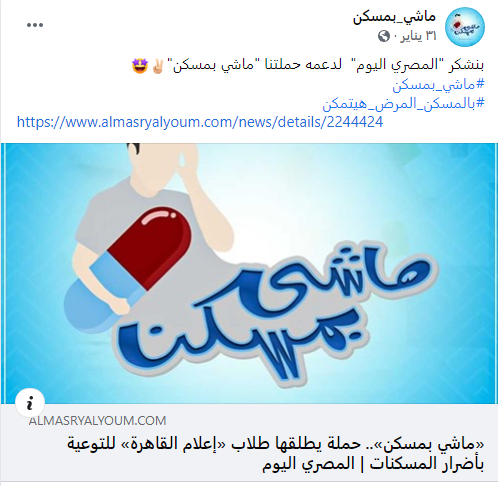 ماشي_بمسكن
٣١ يناير ·
بنشكر "المصري اليوم" لدعمه حملتنا "ماشي بمسكن" ✌🏻🤩
#ماشي_بمسكن
#بالمسكن_المرض_هيتمكن
https://www.almasryalyoum.com/news/details/2244424
ماشي
بمسكن
ALMASRYALYOUM.COM
«ماشي بمسكن».. حملة يطلقها طلاب «إعلام القاهرة» للتوعية
بأضرار المسكنات | المصري اليوم